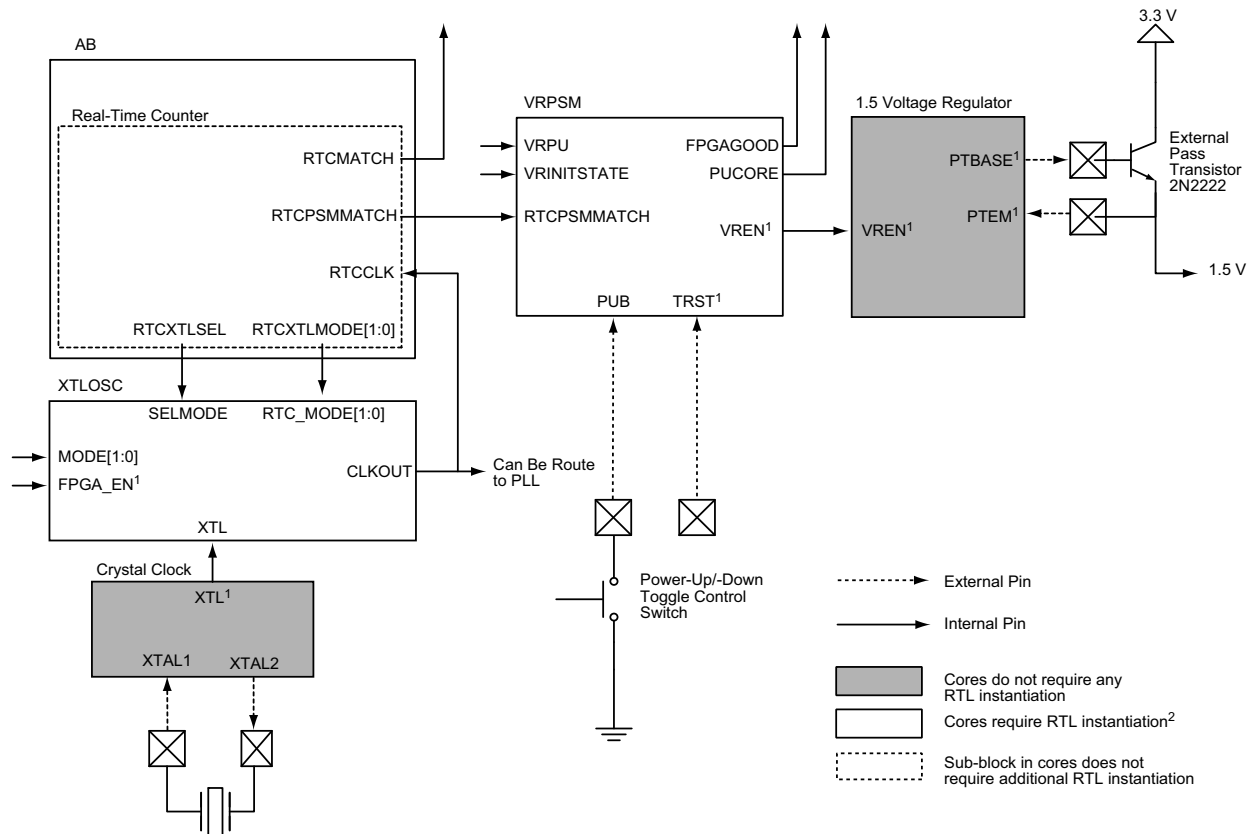 AB
Real-Time Counter
RTCMATCH
RTCPSMMATCH
RTCCLK
RTCXTLSEL
RTCXTLMODE[1:0]
XTLOSC
SELMODE
RTC_MODE[1:0]
MODE[1:0]
FPGA_EN1
CLKOUT
XTL
Can Be Route
to PLL
Crystal Clock
XTL1
XTAL1
XTAL2
VRPSM
VRPU
VRINITSTATE
RTCPSMMATCH
FPGAGOOD
PUCORE
VREN1
PUB
TRST1
Power-Up/-Down
Toggle Control
Switch
1.5 Voltage Regulator
PTBASE1
PTEM1
VREN1
3.3 V
External
Pass
Transistor
2N2222
1.5 V
External Pin
Internal Pin
Cores do not require any
RTL instantiation
Cores require RTL instantiation2
Sub-block in cores does not
require additional RTL instantiation